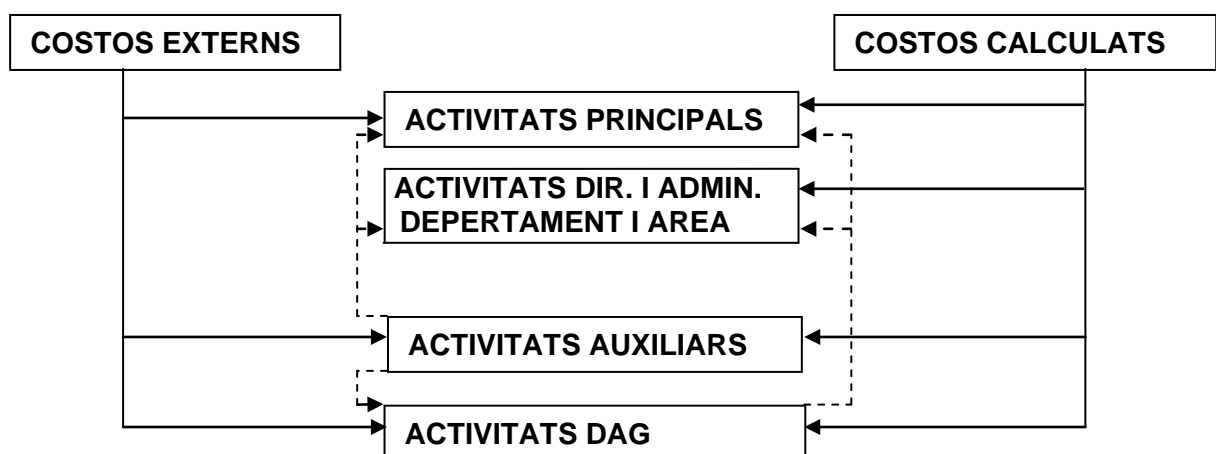 COSTOS EXTERNS
COSTOS CALCULATS
ACTIVITATS PRINCIPALS
ACTIVITATS DIR. I ADMIN.
DEPERTAMENT I AREA
ACTIVITATS AUXILIARS
ACTIVITATS DAG